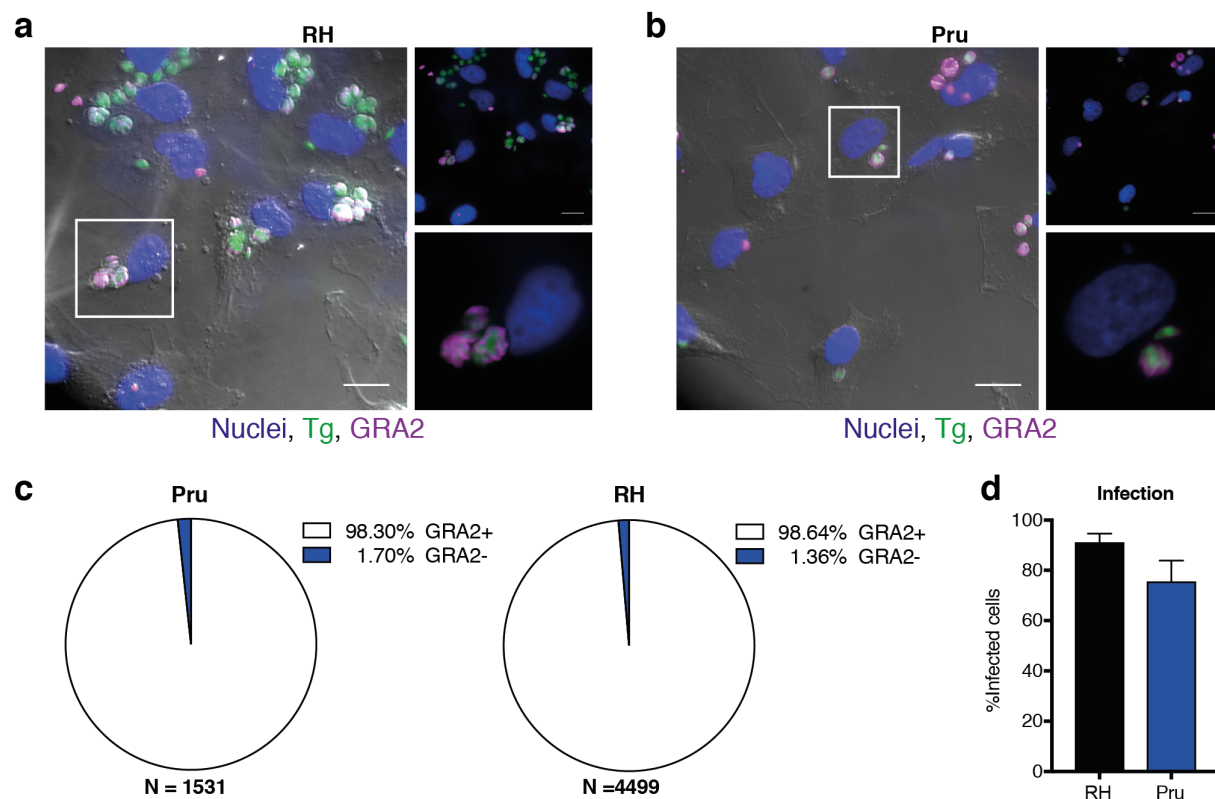 a
RH
b
Pru
Nuclei, Tg, GRA2
Nuclei, Tg, GRA2
c
Pru
98.30% GRA2+
1.70% GRA2-
N = 1531
RH
98.64% GRA2+
1.36% GRA2-
N =4499
d
Infection
%Infected cells
100
80
60
40
20
0
RH
Pru